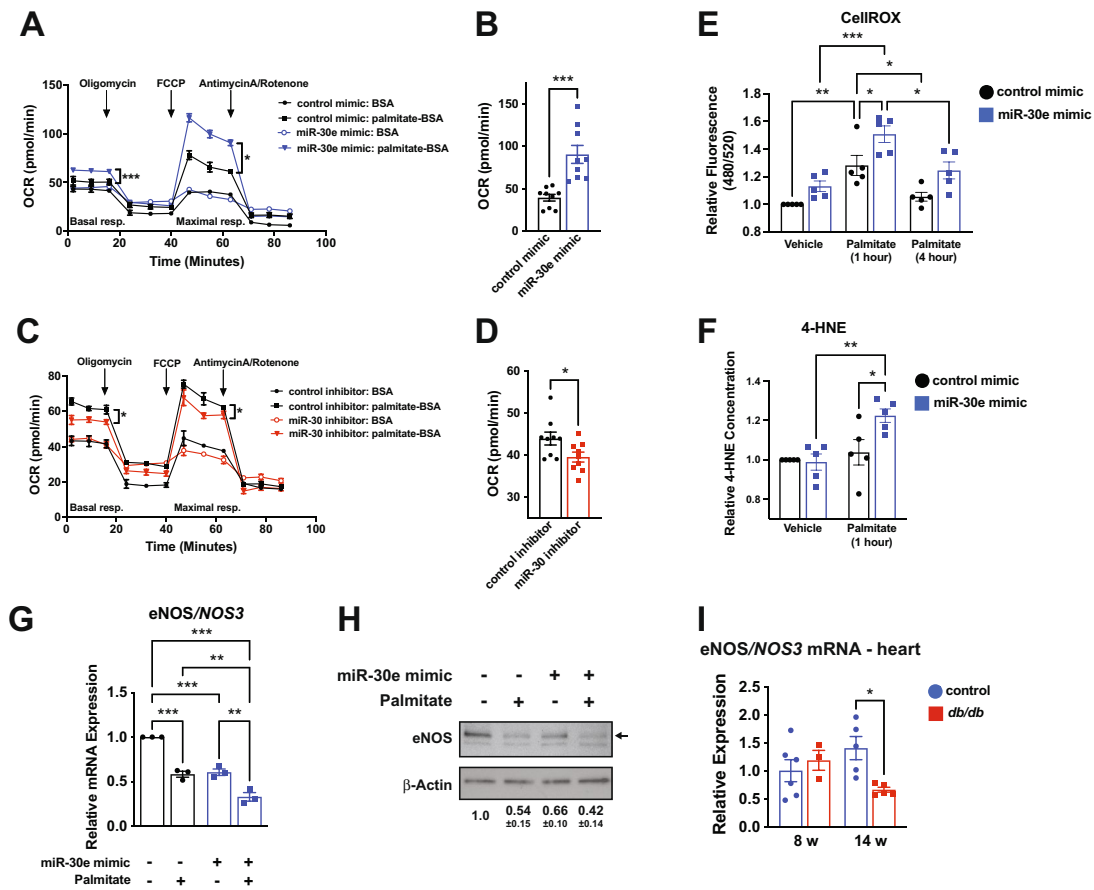 A
Oligomycin FCCP AntimycinA/Rotenone
OCR (pmol/min)
150
100
50
0
Basal resp. Maximal resp.
0 20 40 60 80 100
Time (Minutes)
*** *
control mimic: BSA
control mimic: palmitate-BSA
miR-30e mimic: BSA
miR-30e mimic: palmitate-BSA
B
***
OCR (pmol/min)
150
100
50
0
control mimic
miR-30e mimic
C
Oligomycin FCCP AntimycinA/Rotenone
OCR (pmol/min)
80
60
40
20
0
Basal resp. Maximal resp.
0 20 40 60 80 100
Time (Minutes)
* *
control inhibitor: BSA
control inhibitor: palmitate-BSA
miR-30 inhibitor: BSA
miR-30 inhibitor: palmitate-BSA
D
*
OCR (pmol/min)
60
50
40
30
control inhibitor
miR-30 inhibitor
E
CellROX
***
*
** * *
control mimic
miR-30e mimic
Relative Fluorescence
(480/520)
1.8
1.6
1.4
1.2
1.0
0.8
Vehicle Palmitate Palmitate
(1 hour) (4 hour)
F
4-HNE
**
*
control mimic
miR-30e mimic
Relative 4-HNE Concentration
1.4
1.2
1.0
0.8
Vehicle Palmitate
(1 hour)
G
eNOS/NOS3
***
**
***
*** **
Relative mRNA Expression
1.5
1.0
0.5
0.0
miR-30e mimic - - + +
Palmitate - + - +
H
miR-30e mimic - - + +
Palmitate - + - +
eNOS
β-Actin
1.0 0.54 0.66 0.42
±0.15 ±0.10 ±0.14
I
eNOS/NOS3 mRNA - heart
control
db/db
*
Relative Expression
2.5
2.0
1.5
1.0
0.5
0.0
8 w 14 w